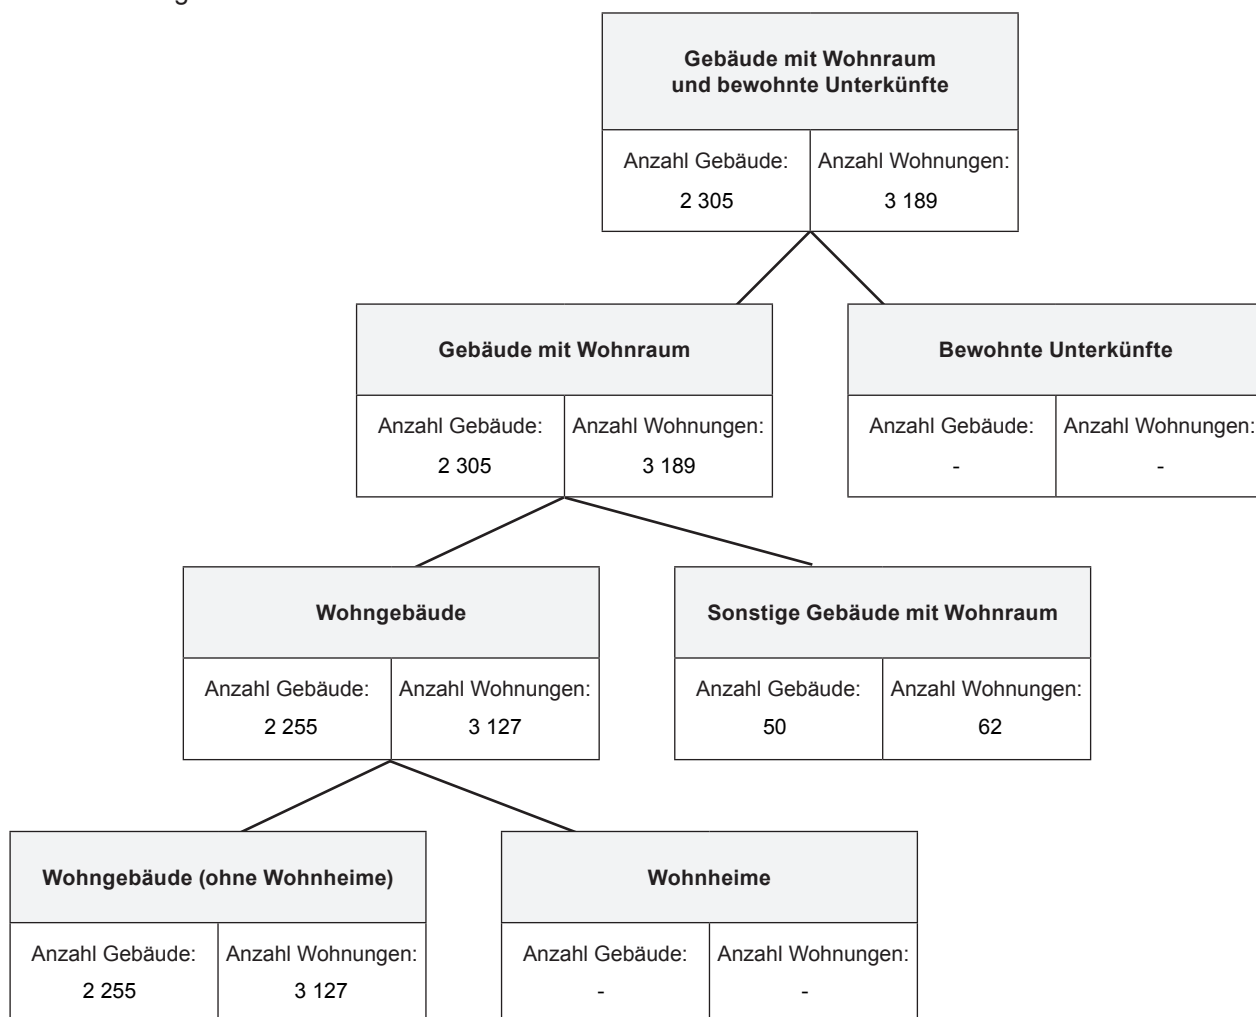 Gebäude mit Wohnraum
und bewohnte Unterkünfte
Anzahl Gebäude: Anzahl Wohnungen:
2 305 3 189
Gebäude mit Wohnraum Bewohnte Unterkünfte
Anzahl Gebäude: Anzahl Wohnungen: Anzahl Gebäude: Anzahl Wohnungen:
2 305 3 189 - -
Wohngebäude Sonstige Gebäude mit Wohnraum
Anzahl Gebäude: Anzahl Wohnungen: Anzahl Gebäude: Anzahl Wohnungen:
2 255 3 127 50 62
Wohngebäude (ohne Wohnheime) Wohnheime
Anzahl Gebäude: Anzahl Wohnungen: Anzahl Gebäude: Anzahl Wohnungen:
2 255 3 127 - -